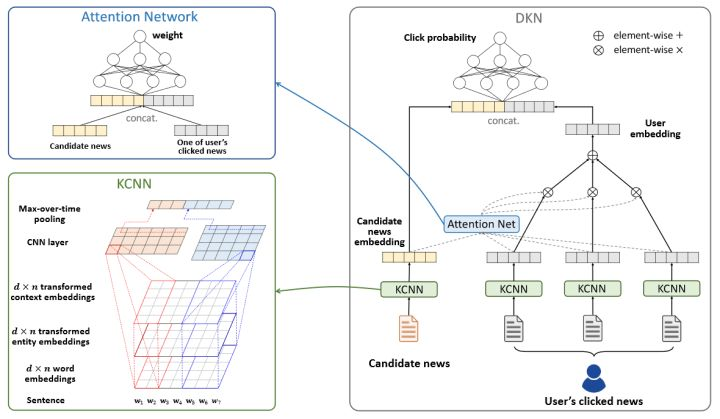 Attention Network
weight
concat.
Candidate news
One of user's
clicked news
KCNN
Max-over-time
pooling
CNN layer
d × n transformed
context embeddings
d × n transformed
entity embeddings
d × n word
embeddings
Sentence w₁ w₂ w₃ w₄ w₅ w₆ w₇
DKN
Click probability
element-wise +
element-wise ×
concat.
User
embedding
Candidate
news
embedding
Attention Net
KCNN
KCNN
KCNN
KCNN
Candidate news
User's clicked news